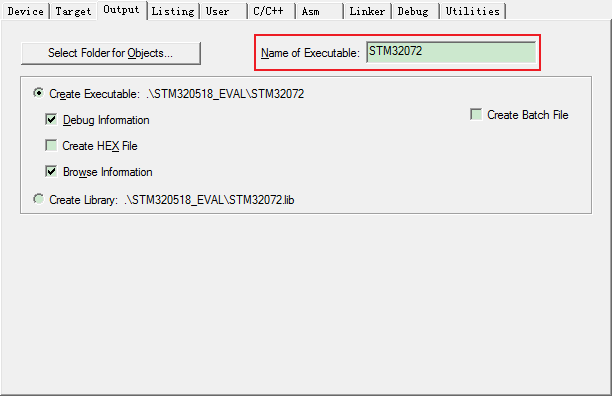 Device Target Output Listing User C/C++ Asm Linker Debug Utilities
Select Folder for Objects... Name of Executable: STM32072
Create Executable: .\STM320518_EVAL\STM32072
Debug Information Create Batch File
Create HEX File
Browse Information
Create Library: .\STM320518_EVAL\STM32072.lib